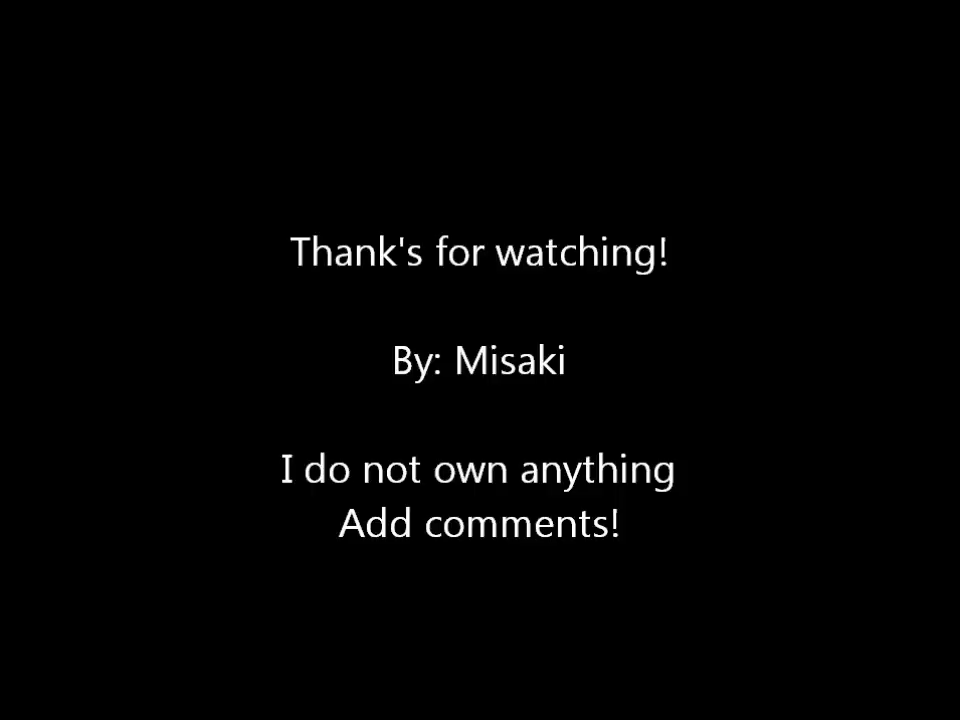 Thank's for watching!
By: Misaki
I do not own anything
Add comments!